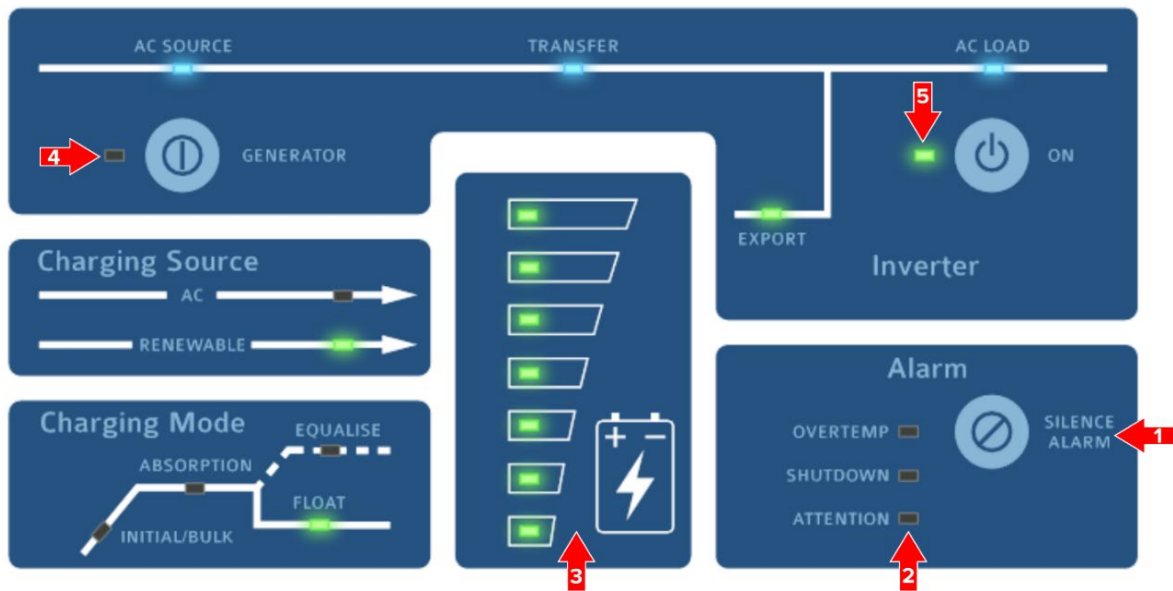 AC SOURCE
TRANSFER
AC LOAD
5
4
GENERATOR
ON
EXPORT
Inverter
Charging Source
AC
RENEWABLE
Charging Mode
EQUALISE
ABSORPTION
FLOAT
INITIAL/BULK
+ −
3
Alarm
OVERTEMP
SILENCE
ALARM
1
SHUTDOWN
ATTENTION
2